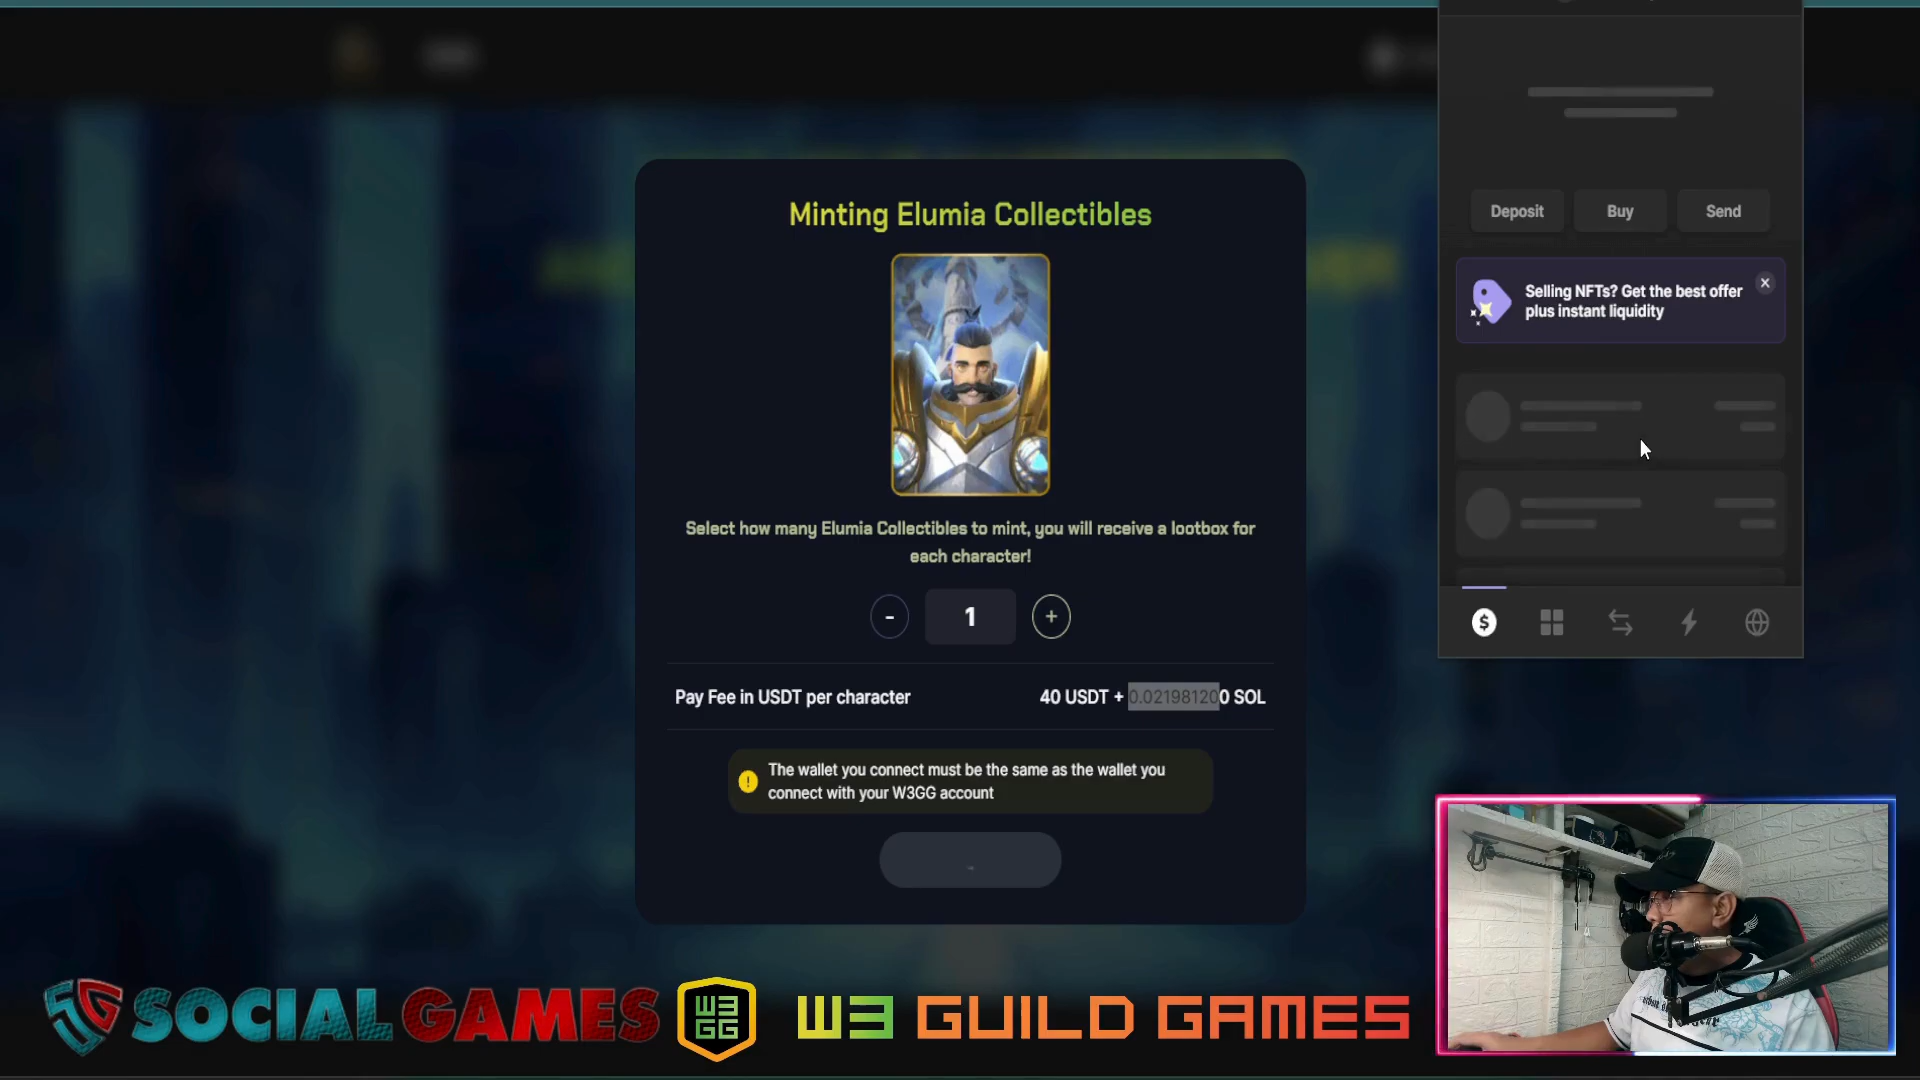 Minting Elumia Collectibles
Select how many Elumia Collectibles to mint, you will receive a lootbox for
each character!
- 1 +
Pay Fee in USDT per character 40 USDT + 0.021981200 SOL
! The wallet you connect must be the same as the wallet you
connect with your W3GG account
Deposit Buy Send
Selling NFTs? Get the best offer
plus instant liquidity
$
SG SOCIAL GAMES
W3
GG
W3 GUILD GAMES